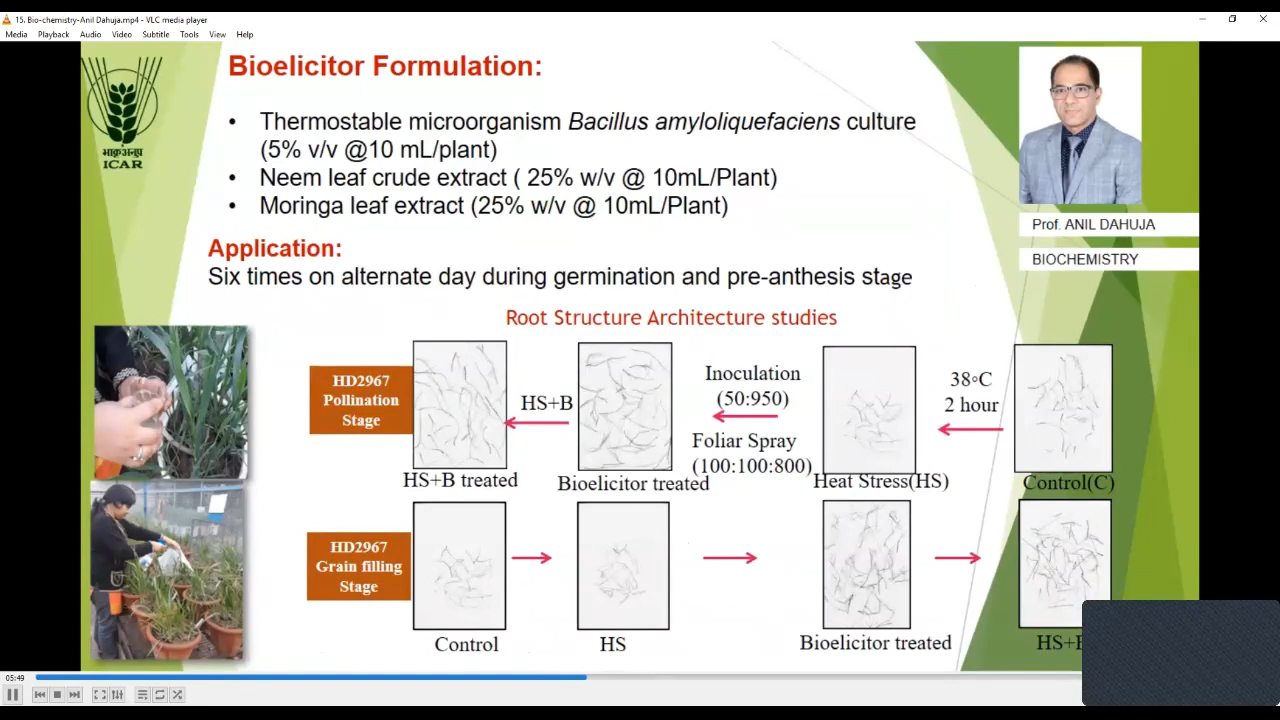 15. Bio-chemistry-Anil Dahuja.mp4 - VLC media player
Media Playback Audio Video Subtitle Tools View Help
भाकृअनुप
ICAR
Bioelicitor Formulation:
• Thermostable microorganism Bacillus amyloliquefaciens culture
(5% v/v @10 mL/plant)
• Neem leaf crude extract ( 25% w/v @ 10mL/Plant)
• Moringa leaf extract (25% w/v @ 10mL/Plant)
Prof. ANIL DAHUJA
BIOCHEMISTRY
Application:
Six times on alternate day during germination and pre-anthesis stage
Root Structure Architecture studies
HD2967
Pollination
Stage
HS+B
Inoculation
(50:950)
Foliar Spray
(100:100:800)
38◦C
2 hour
HS+B treated
Bioelicitor treated
Heat Stress(HS)
Control(C)
HD2967
Grain filling
Stage
Control
HS
Bioelicitor treated
05:49